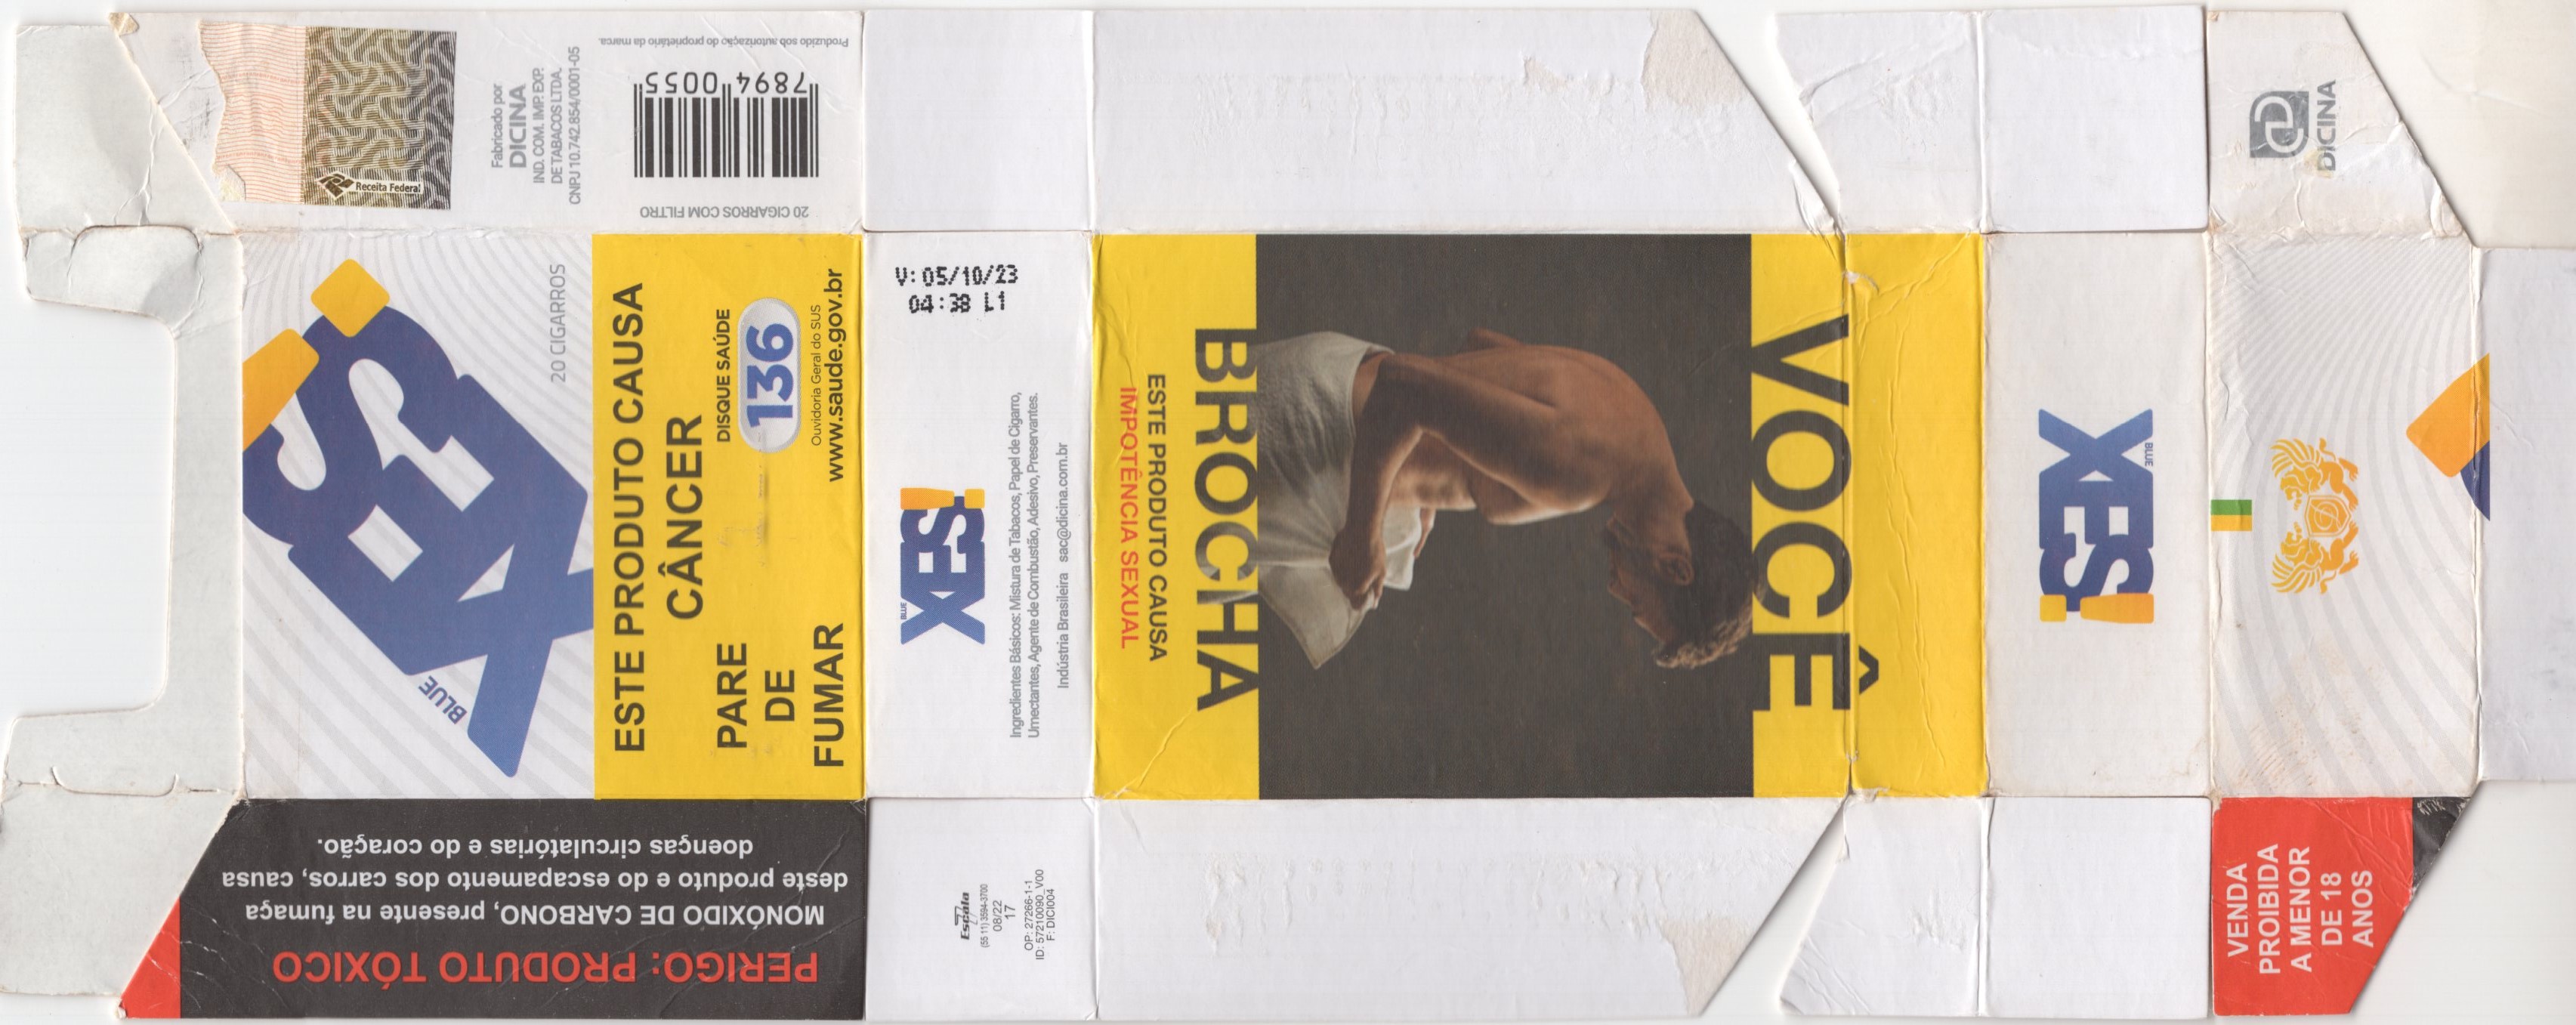 Receita Federal
Fabricado por
DICINA
IND. COM. IMP. EXP.
DE TABACOS LTDA.
CNPJ 10.742.854/0001-05
Produzido sob autorização do proprietário da marca.
7894 0055
20 CIGARROS COM FILTRO
SEX
BLUE
20 CIGARROS
ESTE PRODUTO CAUSA
CÂNCER
PARE
DE
FUMAR
DISQUE SAÚDE
136
Ouvidoria Geral do SUS
www.saude.gov.br
PERIGO: PRODUTO TÓXICO
MONÓXIDO DE CARBONO, presente na fumaça
deste produto e do escapamento dos carros, causa
doenças circulatórias e do coração.
V: 05/10/23
04:38 L1
SEX
BLUE
Ingredientes Básicos: Mistura de Tabacos, Papel de Cigarro,
Umectantes, Agente de Combustão, Adesivo, Preservantes.
Indústria Brasileira sac@dicina.com.br
Escala 7
(55 11) 3594-3700
08/22
17
OP: 27266-1-1
ID: 57210090_V00
F: DICI004
VOCÊ
BROCHA
ESTE PRODUTO CAUSA
IMPOTÊNCIA SEXUAL
SEX
BLUE
DICINA
VENDA
PROIBIDA
A MENOR
DE 18
ANOS